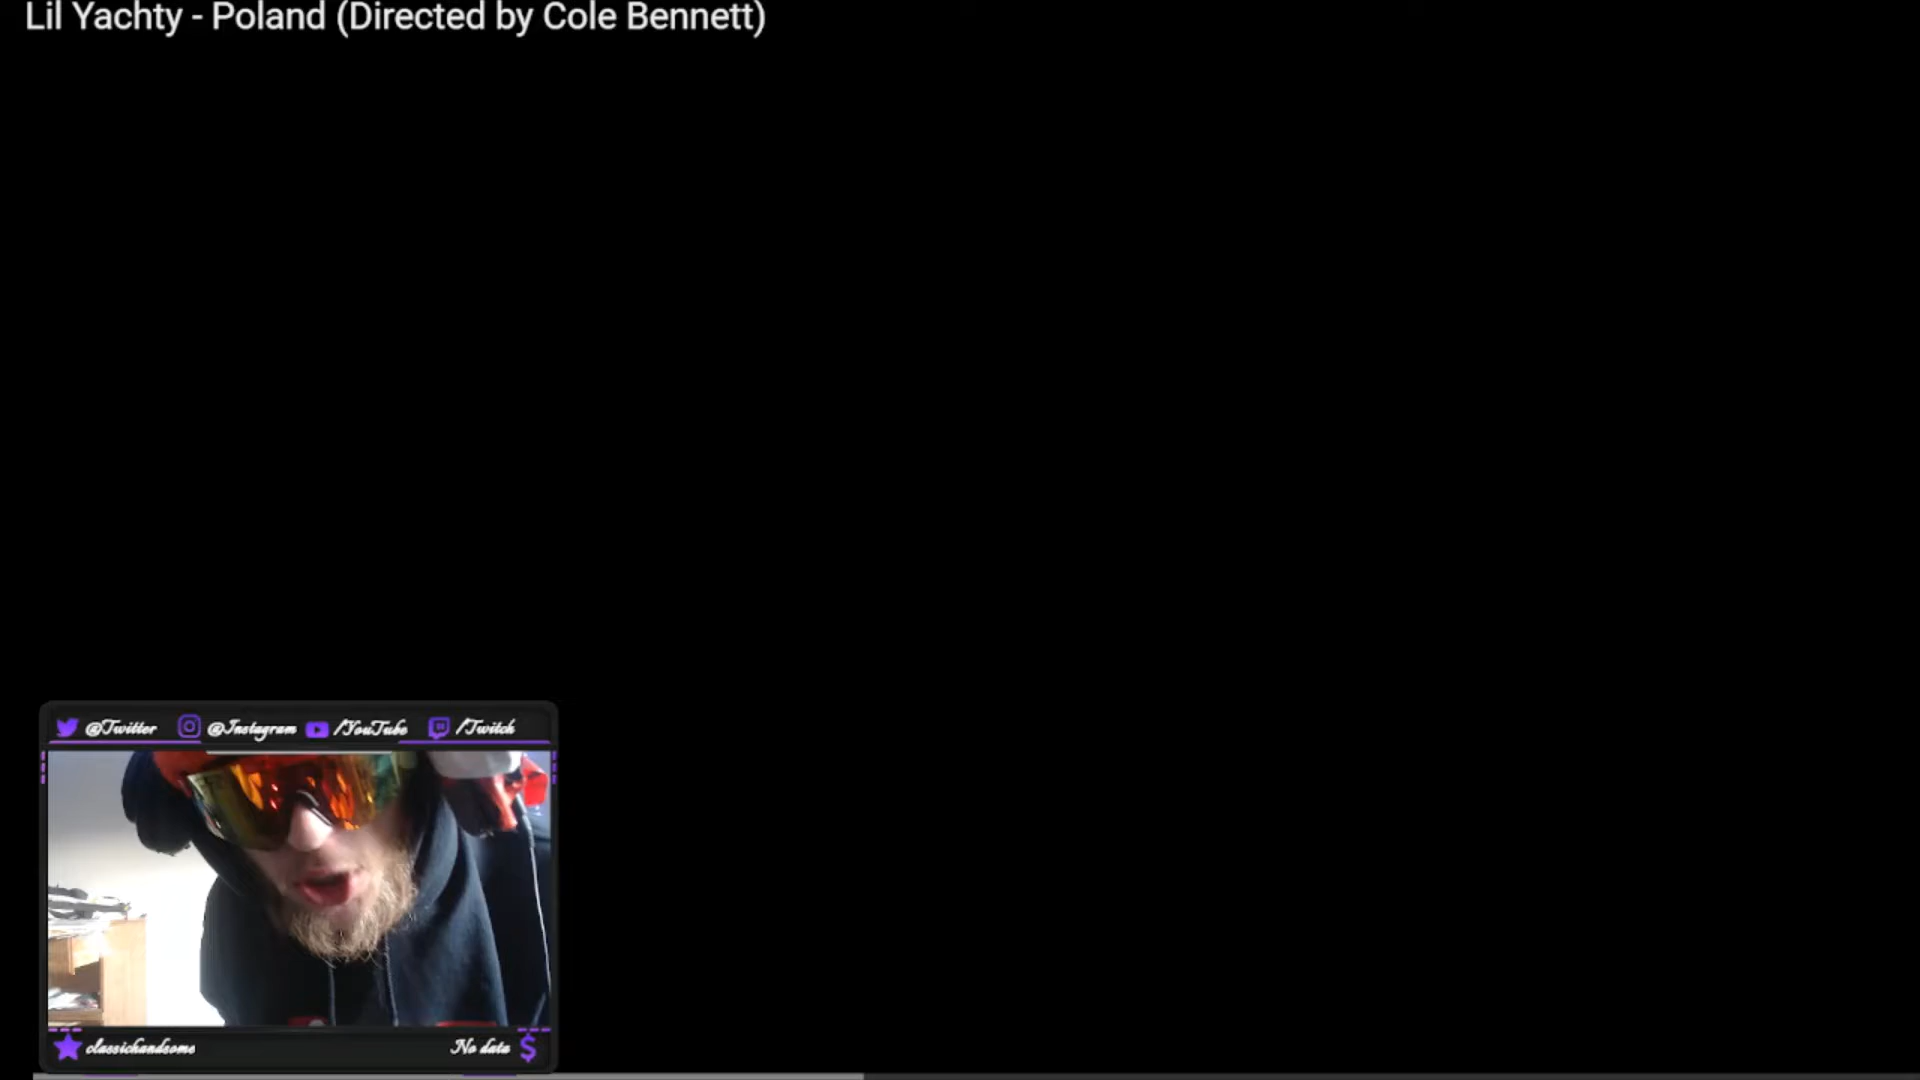 Lil Yachty - Poland (Directed by Cole Bennett)
@Twitter @Instagram /YouTube /Twitch
classichandsome No data $